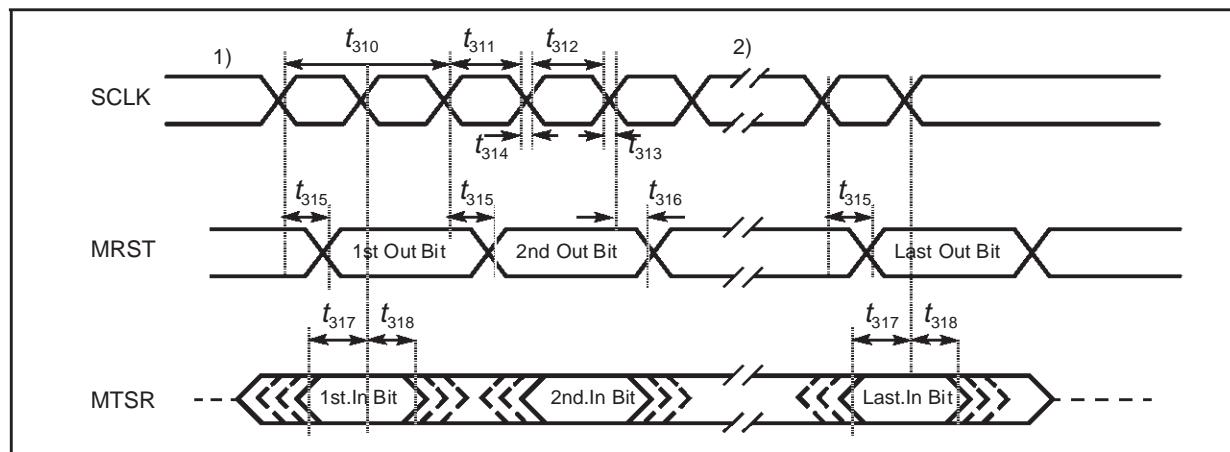 1) t310 t311 t312 2)
SCLK
t314 t313
t315 t315 t316 t315
MRST 1st Out Bit 2nd Out Bit Last Out Bit
t317 t318 t317 t318
MTSR 1st.In Bit 2nd.In Bit Last.In Bit